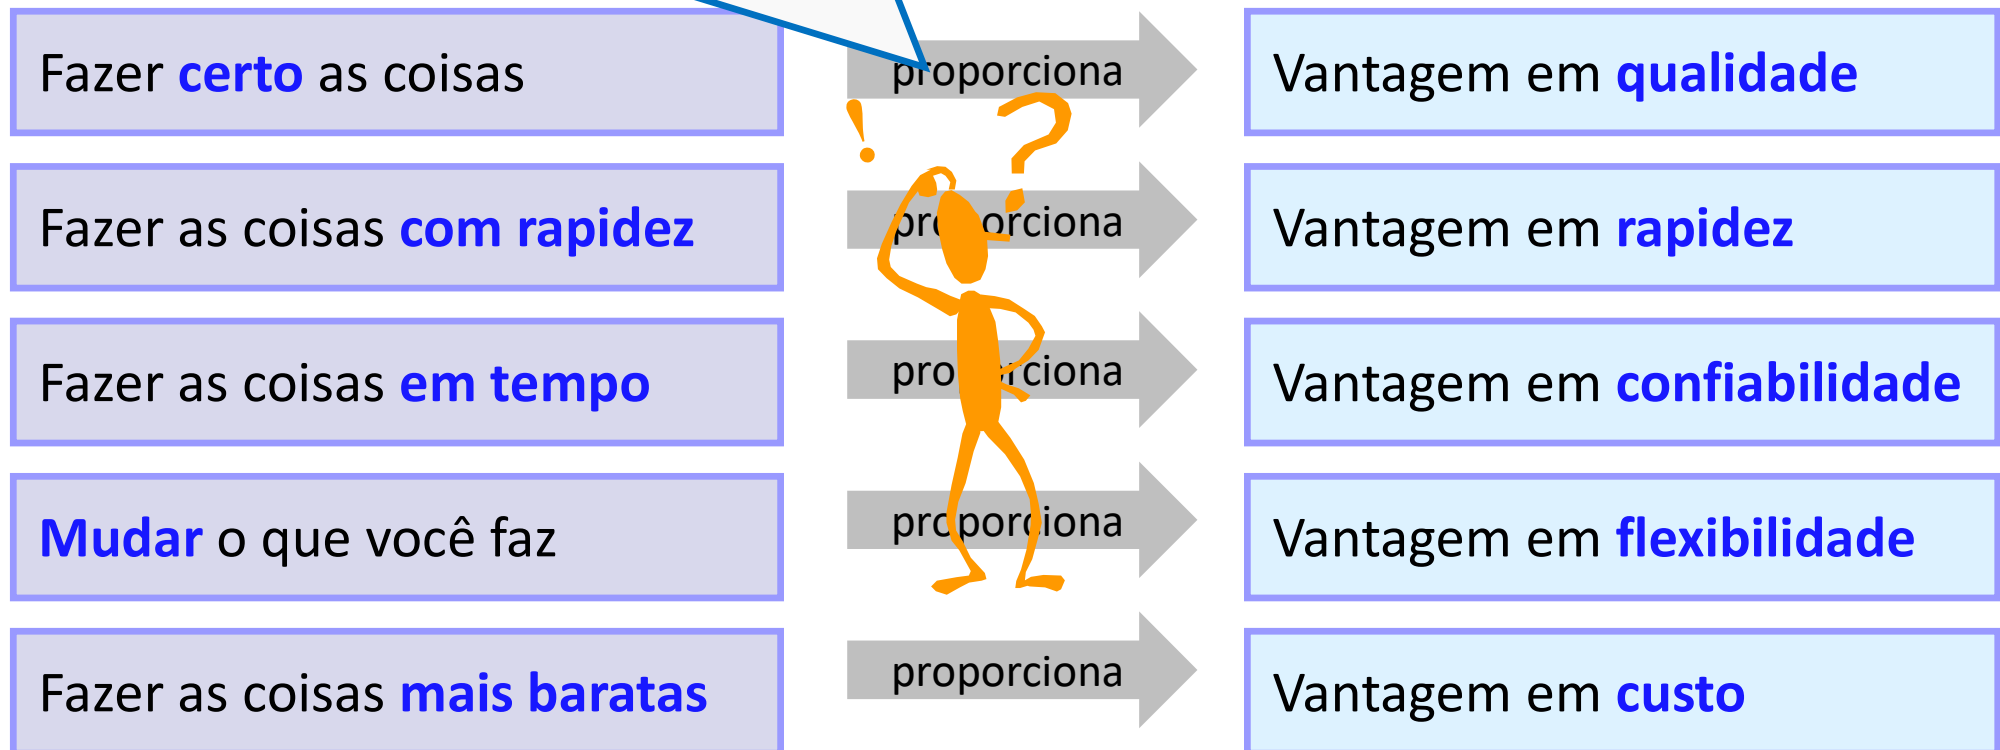 Fazer certo as coisas
proporciona
Vantagem em qualidade
! ?
Fazer as coisas com rapidez
proporciona
Vantagem em rapidez
Fazer as coisas em tempo
proporciona
Vantagem em confiabilidade
Mudar o que você faz
proporciona
Vantagem em flexibilidade
Fazer as coisas mais baratas
proporciona
Vantagem em custo